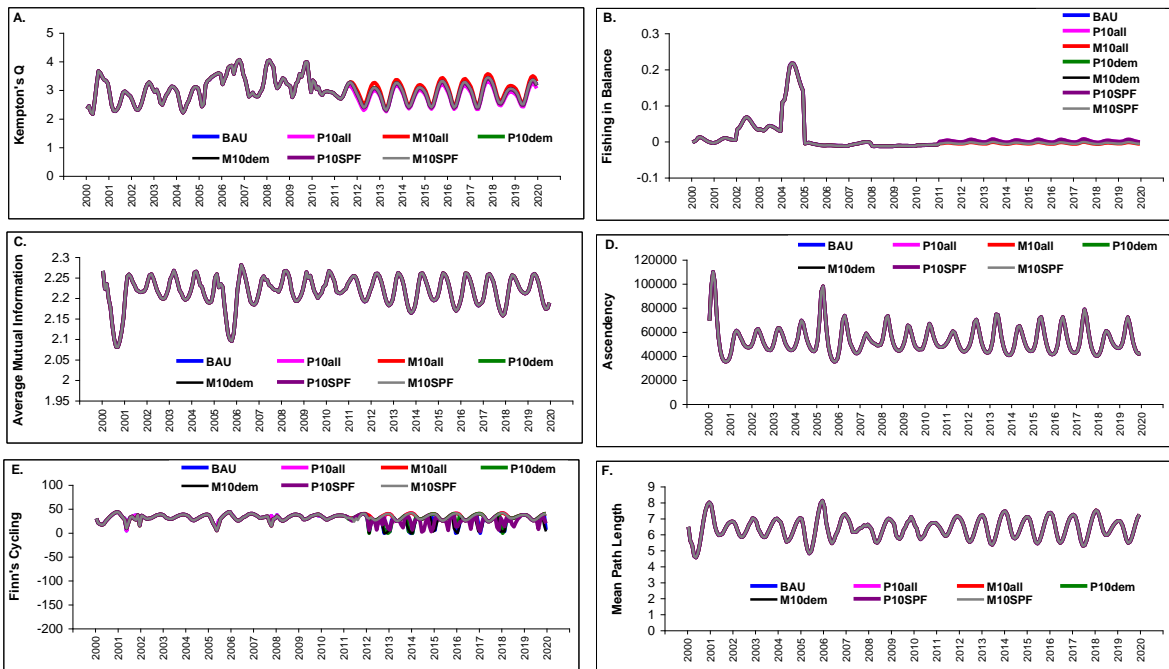 A.
Kempton's Q
5
4
3
2
1
0
BAU P10all M10all P10dem
M10dem P10SPF M10SPF
2000 2001 2002 2003 2004 2005 2006 2007 2008 2009 2010 2011 2012 2013 2014 2015 2016 2017 2018 2019 2020
B.
Fishing in Balance
0.3
0.2
0.1
0
-0.1
BAU
P10all
M10all
P10dem
M10dem
P10SPF
M10SPF
2000 2001 2002 2003 2004 2005 2006 2007 2008 2009 2010 2011 2012 2013 2014 2015 2016 2017 2018 2019 2020
C.
Average Mutual Information
2.3
2.25
2.2
2.15
2.1
2.05
2
1.95
BAU P10all M10all P10dem
M10dem P10SPF M10SPF
2000 2001 2002 2003 2004 2005 2006 2007 2008 2009 2010 2011 2012 2013 2014 2015 2016 2017 2018 2019 2020
D.
BAU P10all M10all P10dem
M10dem P10SPF M10SPF
Ascendency
120000
100000
80000
60000
40000
20000
0
2000 2001 2002 2003 2004 2005 2006 2007 2008 2009 2010 2011 2012 2013 2014 2015 2016 2017 2018 2019 2020
E.
BAU P10all M10all P10dem
M10dem P10SPF M10SPF
Finn's Cycling
100
50
0
-50
-100
-150
-200
2000 2001 2002 2003 2004 2005 2006 2007 2008 2009 2010 2011 2012 2013 2014 2015 2016 2017 2018 2019 2020
F.
Mean Path Length
9
8
7
6
5
4
3
2
1
0
BAU P10all M10all P10dem
M10dem P10SPF M10SPF
2000 2001 2002 2003 2004 2005 2006 2007 2008 2009 2010 2011 2012 2013 2014 2015 2016 2017 2018 2019 2020